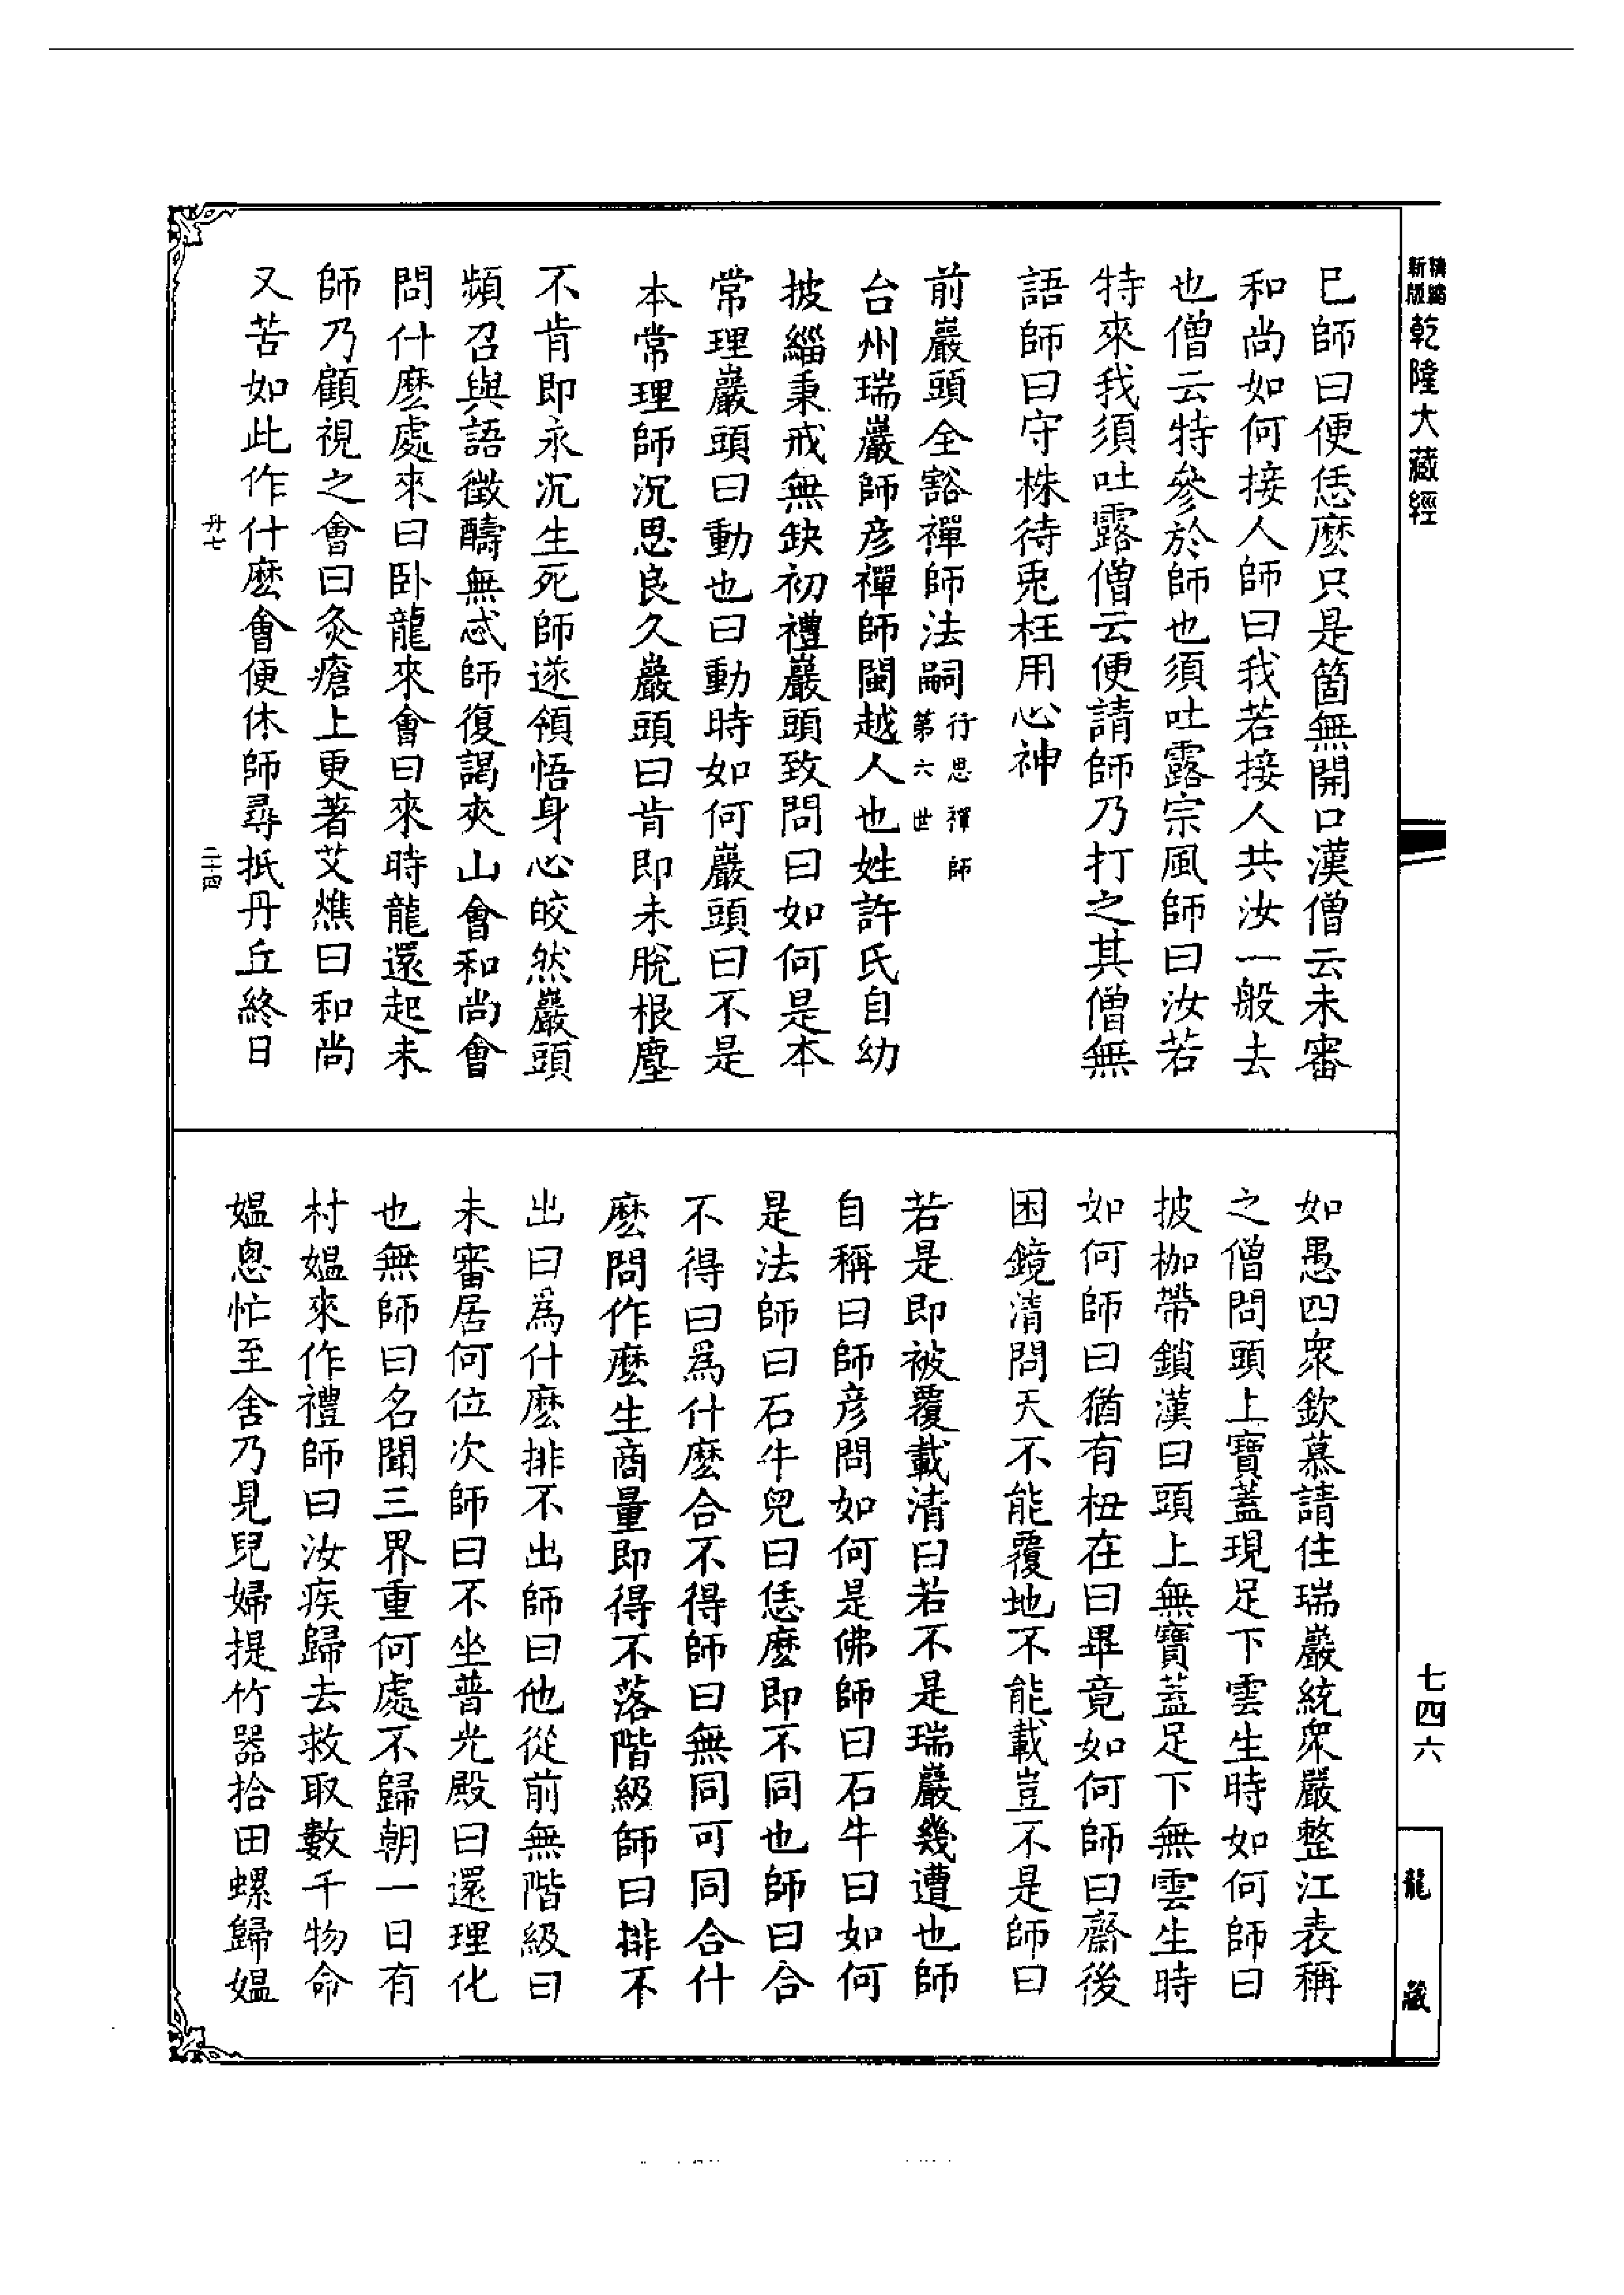 精縮
新版
乾隆大藏經
七四六
龍藏
已師曰便恁麽只是箇無開口漢僧云未審
和尚如何接人師曰我若接人共汝一般去
也僧云特參於師也須吐露宗風師曰汝若
特來我須吐露僧云便請師乃打之其僧無
語師曰守株待兎枉用心神
前巖頭全豁禪師法嗣行思禪師
第六世
台州瑞巖師彦禪師閩越人也姓許氏自幼
披緇秉戒無缺初禮巖頭致問曰如何是本
常理巖頭曰動也曰動時如何巖頭曰不是
本常理師沉思良久巖頭曰肯即未脫根塵
不肯即永沉生死師遂領悟身心皎然巖頭
頻召與語徵醻無忒師復謁夾山會和尚會
問什麽處來曰卧龍來會曰來時龍還起未
師乃顧視之會曰灸瘡上更著艾燋曰和尚
又苦如此作什麽會便休師尋抵丹丘終日
丹七
二十四
如愚四衆欽慕請住瑞巖統衆嚴整江表稱
之僧問頭上寶蓋現足下雲生時如何師曰
披枷帶鎖漢曰頭上無寶蓋足下無雲生時
如何師曰猶有杻在曰畢竟如何師曰齋後
困鏡清問天不能覆地不能載豈不是師曰
若是即被覆載清曰若不是瑞巖幾遭也師
自稱曰師彦問如何是佛師曰石牛曰如何
是法師曰石牛兒曰恁麽即不同也師曰合
不得曰爲什麽合不得師曰無同可同合什
麽問作麽生商量即得不落階級師曰排不
出曰爲什麽排不出師曰他從前無階級曰
未審居何位次師曰不坐普光殿曰還理化
也無師曰名聞三界重何處不歸朝一日有
村媼來作禮師曰汝疾歸去救取數千物命
媼悤忙至舍乃見兒婦提竹器拾田螺歸媼